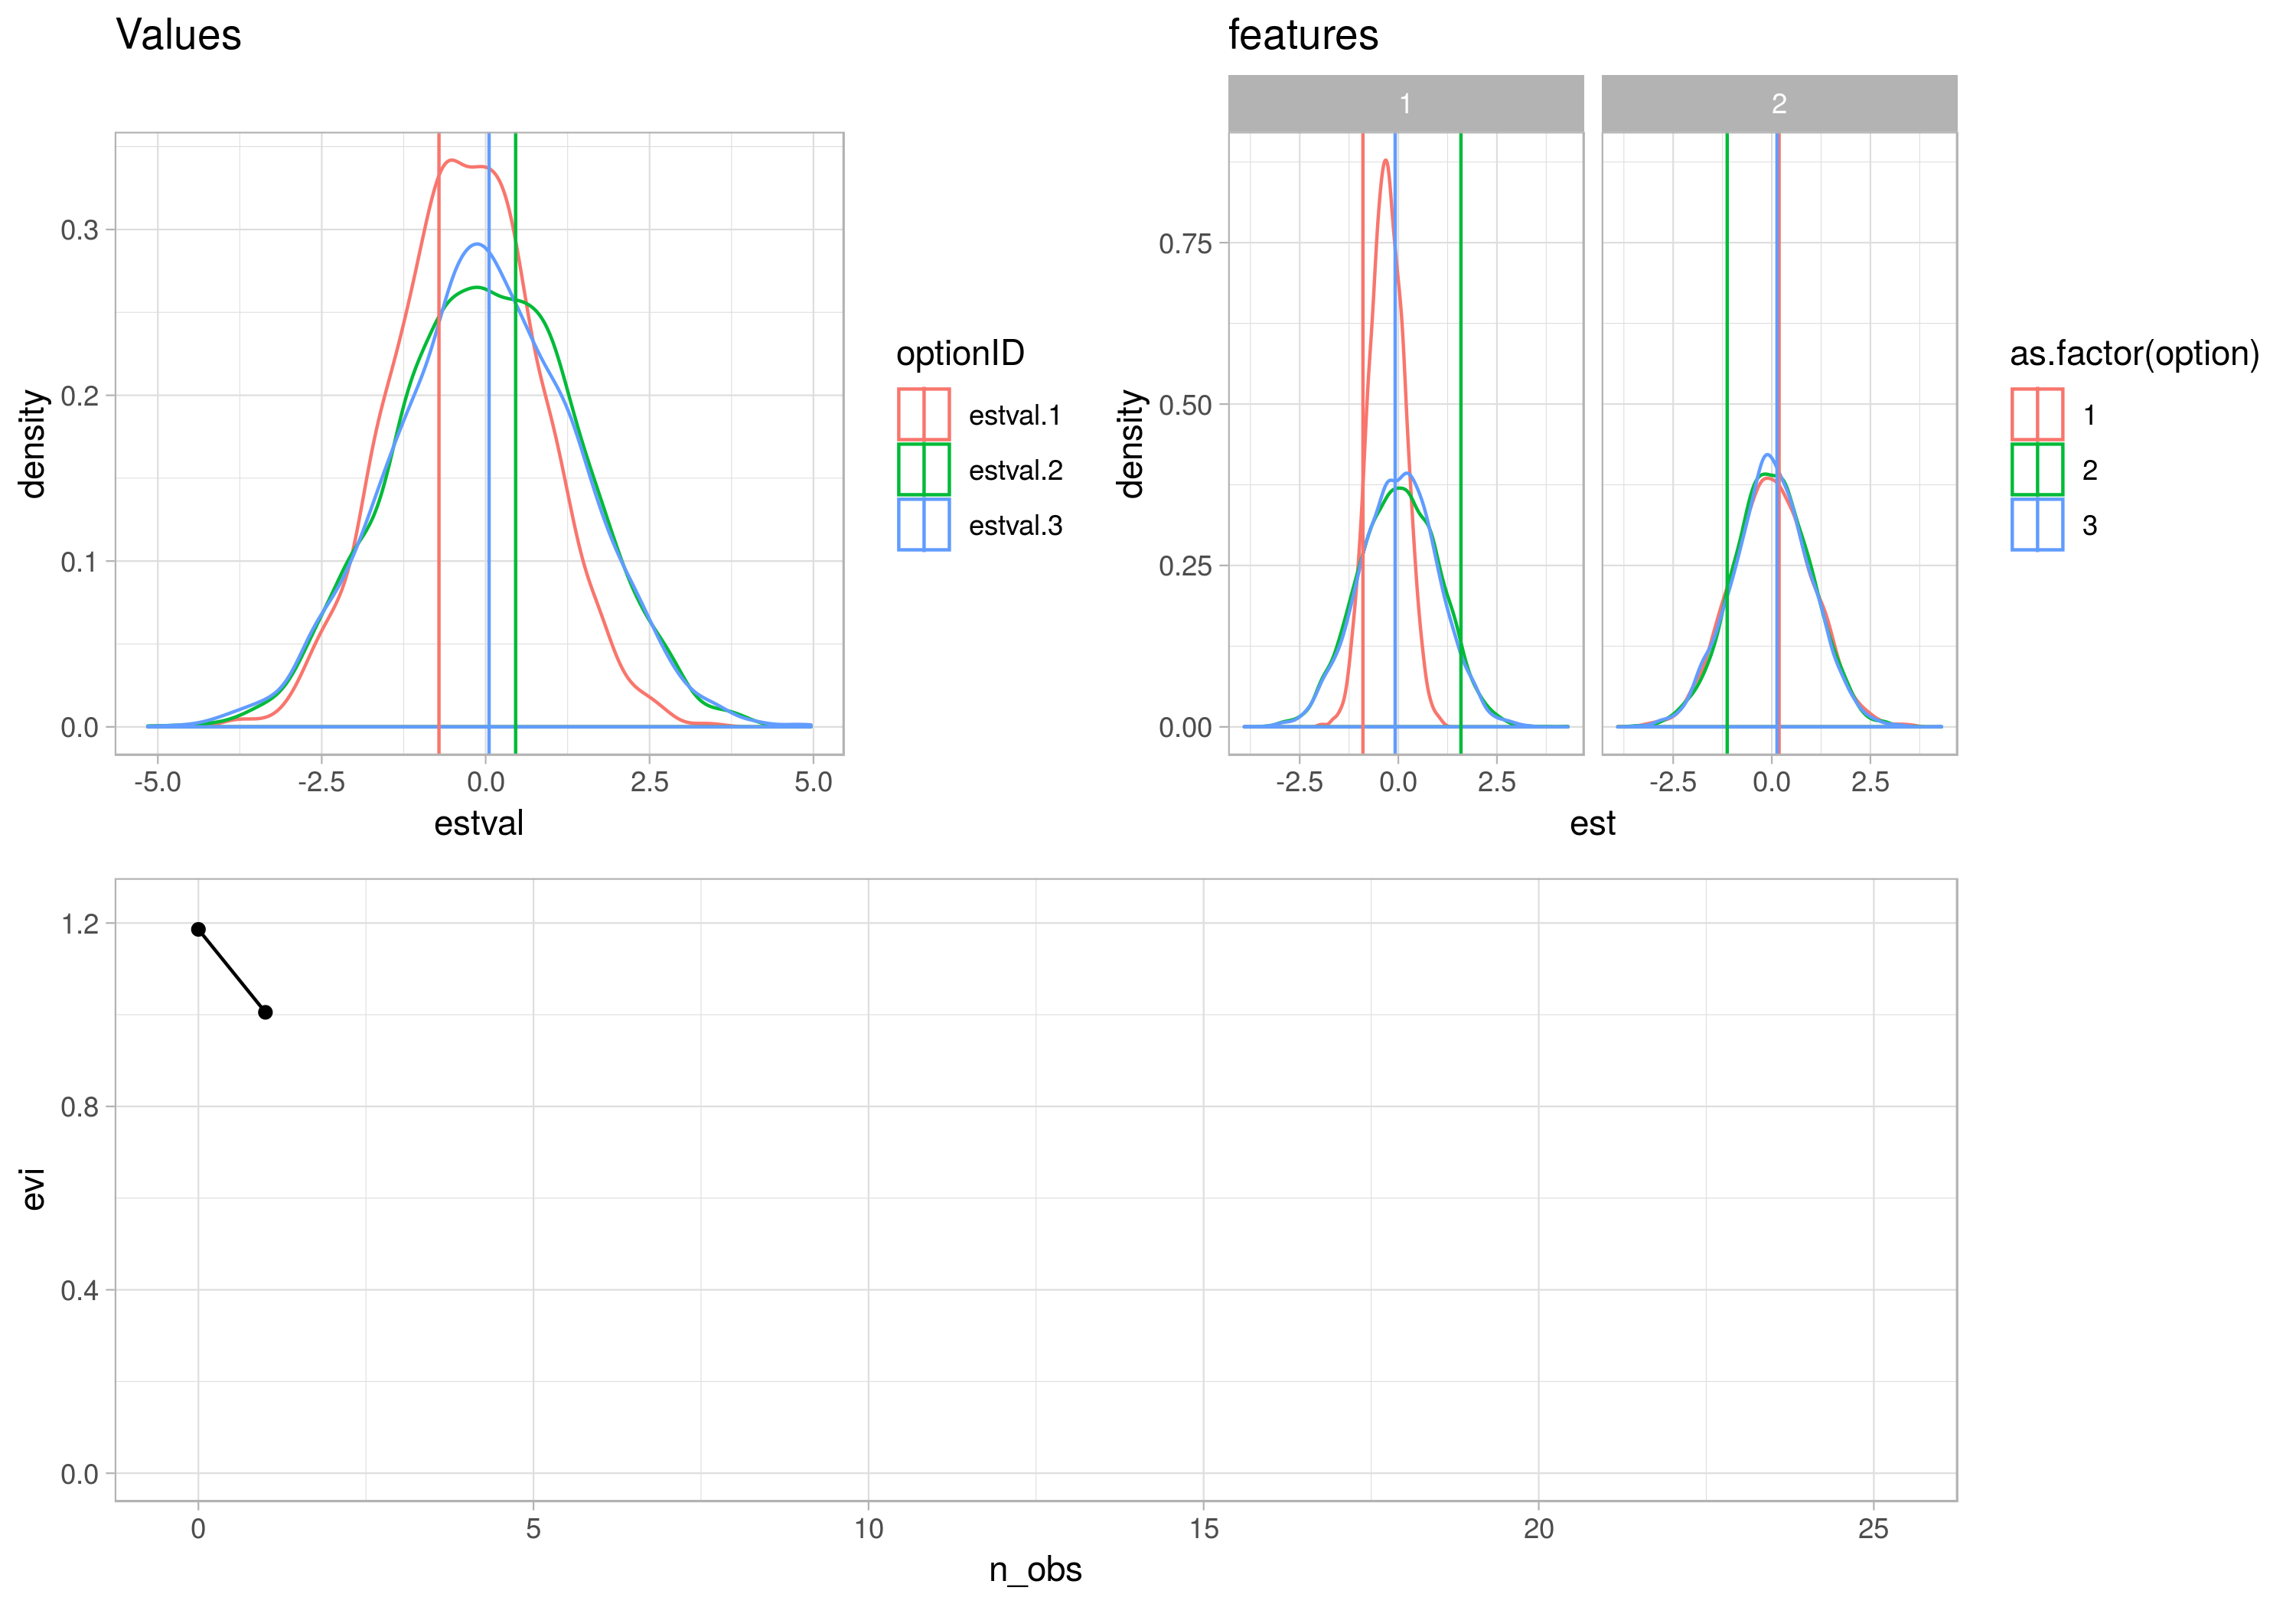 Values
0.3
0.2
0.1
0.0
density
-5.0 -2.5 0.0 2.5 5.0
estval
optionID
estval.1
estval.2
estval.3
features
1 2
0.75
0.50
0.25
0.00
density
-2.5 0.0 2.5 -2.5 0.0 2.5
est
as.factor(option)
1
2
3
1.2
0.8
0.4
0.0
evi
0 5 10 15 20 25
n_obs